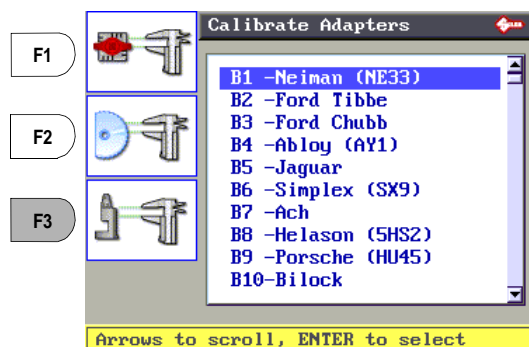 Calibrate Adapters
F1
F2
F3
B1 -Neiman (NE33)
B2 -Ford Tibbe
B3 -Ford Chubb
B4 -Abloy (AY1)
B5 -Jaguar
B6 -Simplex (SX9)
B7 -Ach
B8 -Helason (5HS2)
B9 -Porsche (HU45)
B10-Bilock
Arrows to scroll, ENTER to select